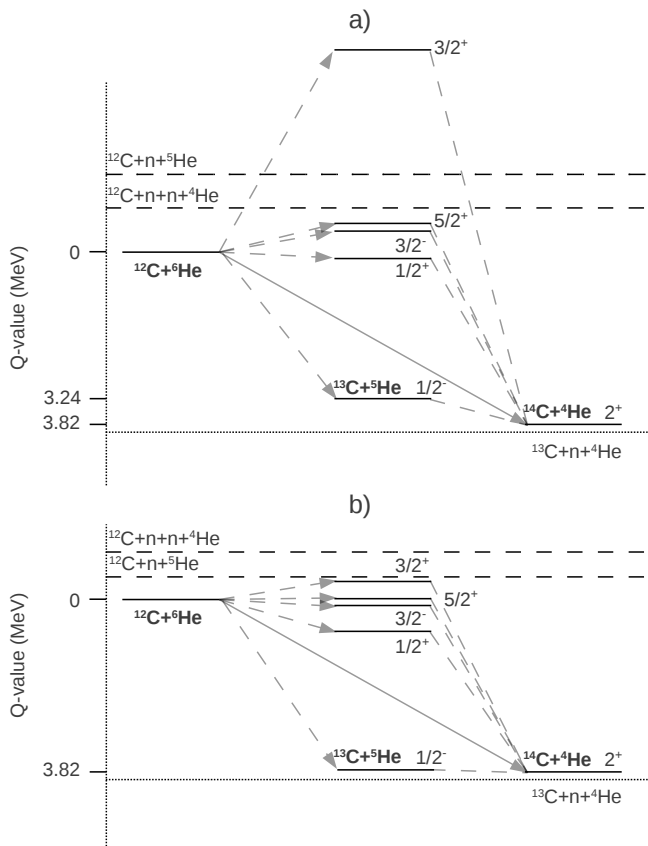 a)
3/2⁺
¹²C+n+⁵He
¹²C+n+n+⁴He
5/2⁺
0
3/2⁻
¹²C+⁶He
1/2⁺
Q-value (MeV)
¹³C+⁵He 1/2⁻
3.24
¹⁴C+⁴He 2⁺
3.82
¹³C+n+⁴He
b)
¹²C+n+n+⁴He
¹²C+n+⁵He
3/2⁺
0
5/2⁺
¹²C+⁶He
3/2⁻
1/2⁺
Q-value (MeV)
¹³C+⁵He 1/2⁻
¹⁴C+⁴He 2⁺
3.82
¹³C+n+⁴He